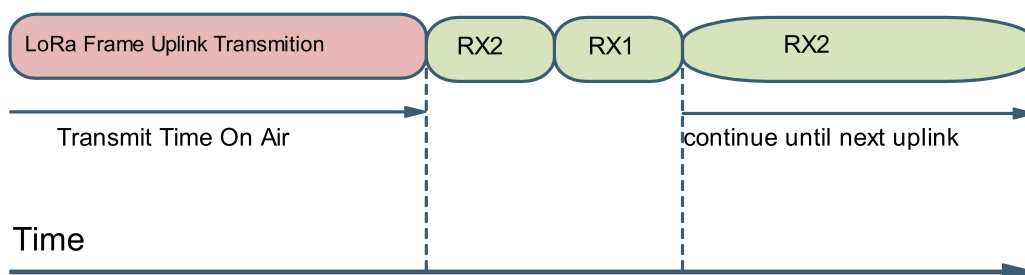 LoRa Frame Uplink Transmition
RX2
RX1
RX2
Transmit Time On Air
continue until next uplink
Time